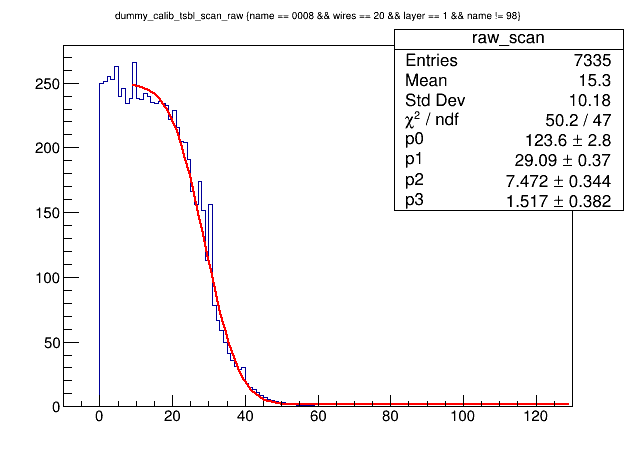 dummy_calib_tsbl_scan_raw {name == 0008 && wires == 20 && layer == 1 && name != 98}
raw_scan
Entries 7335
Mean 15.3
Std Dev 10.18
χ² / ndf 50.2 / 47
p0 123.6 ± 2.8
p1 29.09 ± 0.37
p2 7.472 ± 0.344
p3 1.517 ± 0.382
250
200
150
100
50
0
0 20 40 60 80 100 120